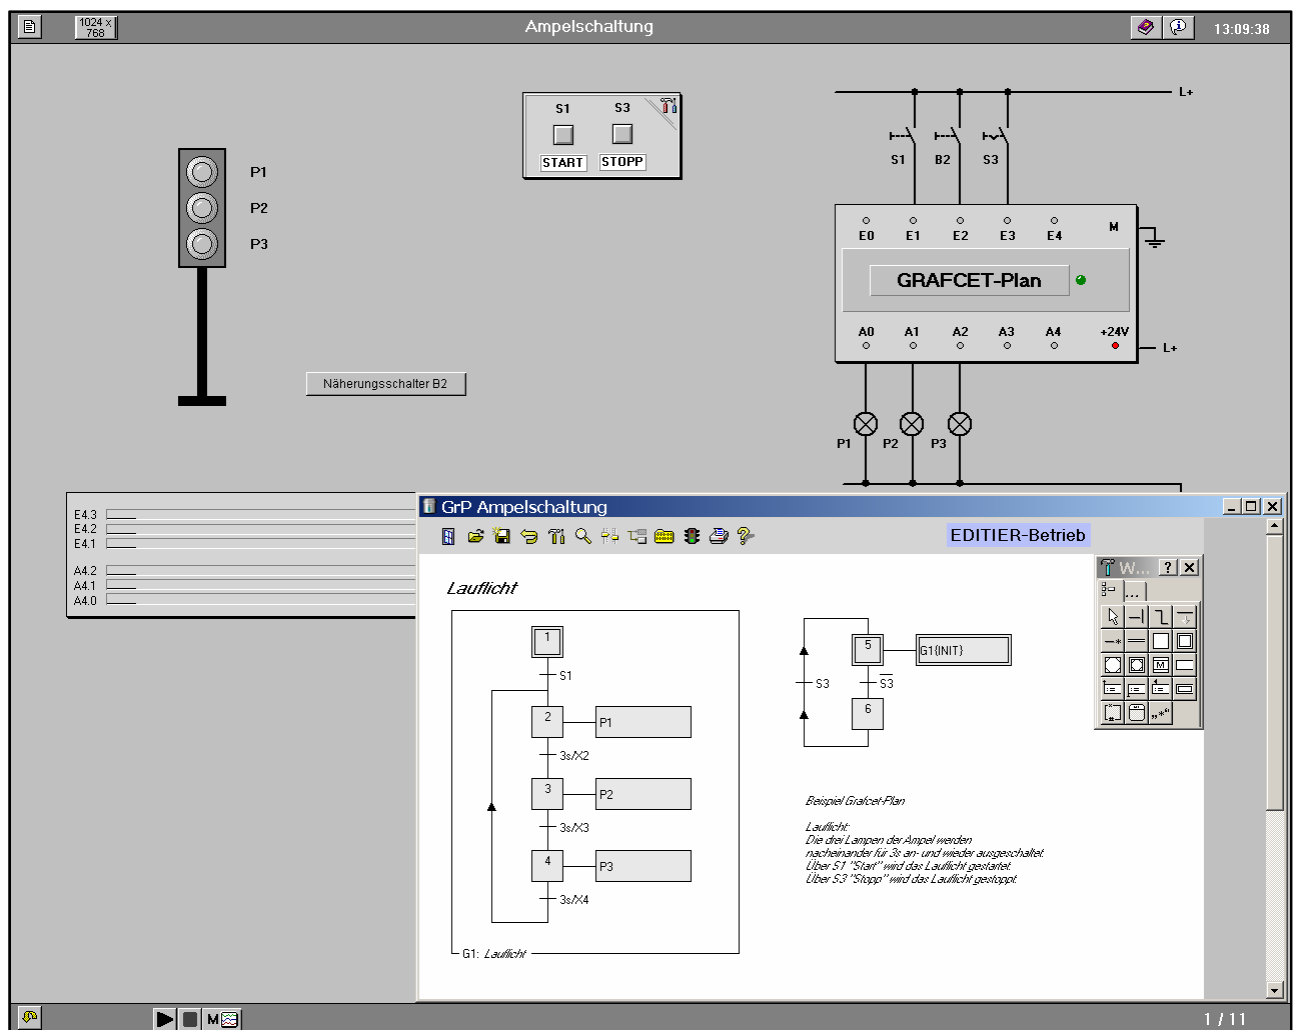 1024 x
768
Ampelschaltung
13:09:38
S1 S3
START STOPP
P1
P2
P3
Näherungsschalter B2
L+
S1 B2 S3
E0 E1 E2 E3 E4 M
GRAFCET-Plan
A0 A1 A2 A3 A4 +24V
L+
P1 P2 P3
E4.3
E4.2
E4.1
A4.2
A4.1
A4.0
GrP Ampelschaltung
EDITIER-Betrieb
W... ?
...
M
„*“
Lauflicht
1
S1
2 P1
3s/X2
3 P2
3s/X3
4 P3
3s/X4
G1: Lauflicht
5 G1{INIT}
S3 S3
6
Beispiel Grafcet-Plan
Lauflicht:
Die drei Lampen der Ampel werden
nacheinander für 3s an- und wieder ausgeschaltet.
Über S1 "Start" wird das Lauflicht gestartet.
Über S3 "Stopp" wird das Lauflicht gestoppt.
M
1 / 11